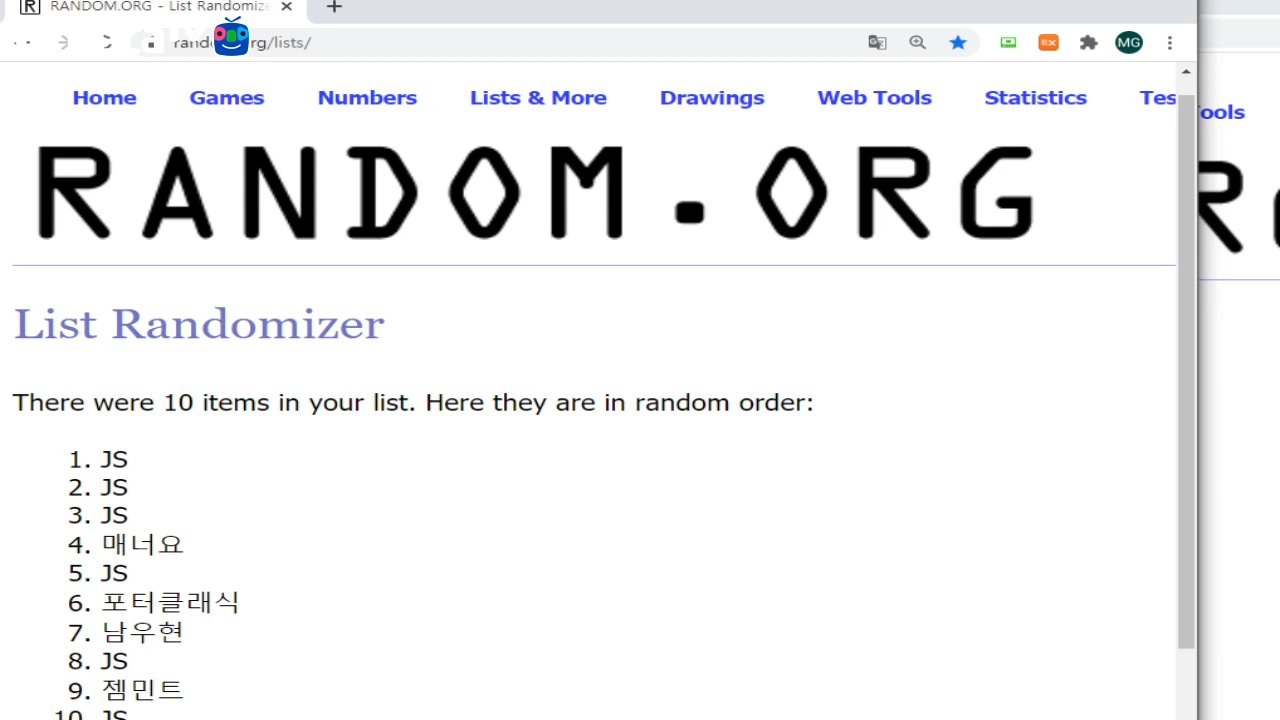 RANDOM.ORG - List Randomize
/lists/
MG
Home Games Numbers Lists & More Drawings Web Tools Statistics Tes
ools
RANDOM.ORG
List Randomizer
There were 10 items in your list. Here they are in random order:
1. JS
2. JS
3. JS
4. 매너요
5. JS
6. 포터클래식
7. 남우현
8. JS
9. 젬민트
10. JS